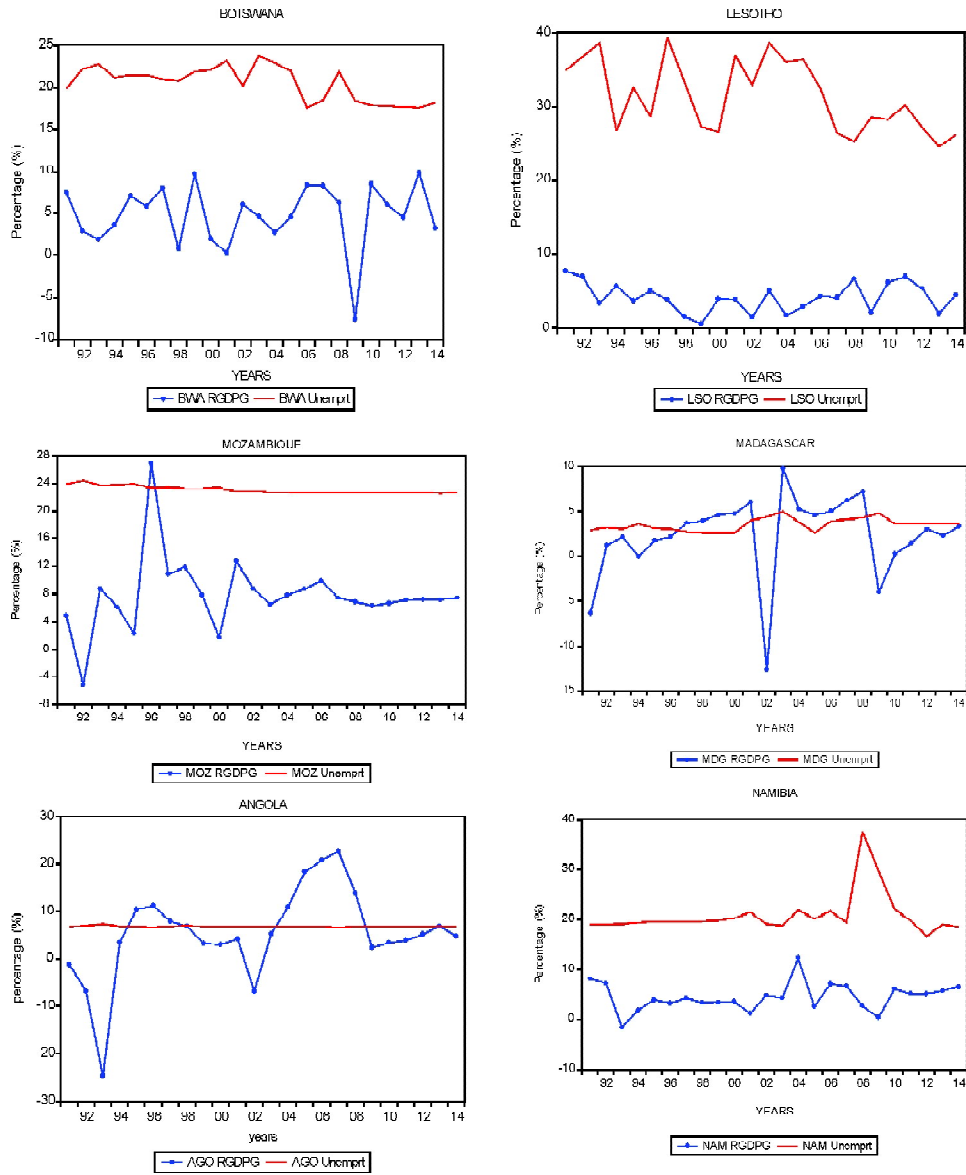 BOTSWANA
25
20
15
10
5
0
-5
-10
Percentage (%)
92 94 96 98 00 02 04 06 08 10 12 14
YEARS
BWA RGDPG BWA Unemprt
LESOTHO
40
30
20
10
0
Percentage (%)
92 94 96 98 00 02 04 06 08 10 12 14
YEARS
LSO RGDPG LSO Unemprt
MOZAMBIQUE
28
24
20
16
12
8
4
0
-4
-8
Percentage (%)
92 94 96 98 00 02 04 06 08 10 12 14
YEARS
MOZ RGDPG MOZ Unemprt
MADAGASCAR
10
5
0
-5
-10
15
Percentage (%)
92 94 96 98 00 02 04 06 08 10 12 14
YEARS
MDG RGDPG MDG Unemprt
ANGOLA
30
20
10
0
-10
20
-30
percentage (%)
92 94 96 98 00 02 04 06 08 10 12 14
years
AGO RGDPG AGO Unemprt
NAMIBIA
40
30
20
10
0
-10
Percentage (%)
92 94 96 98 00 02 04 06 08 10 12 14
YEARS
NAM RGDPG NAM Unemprt